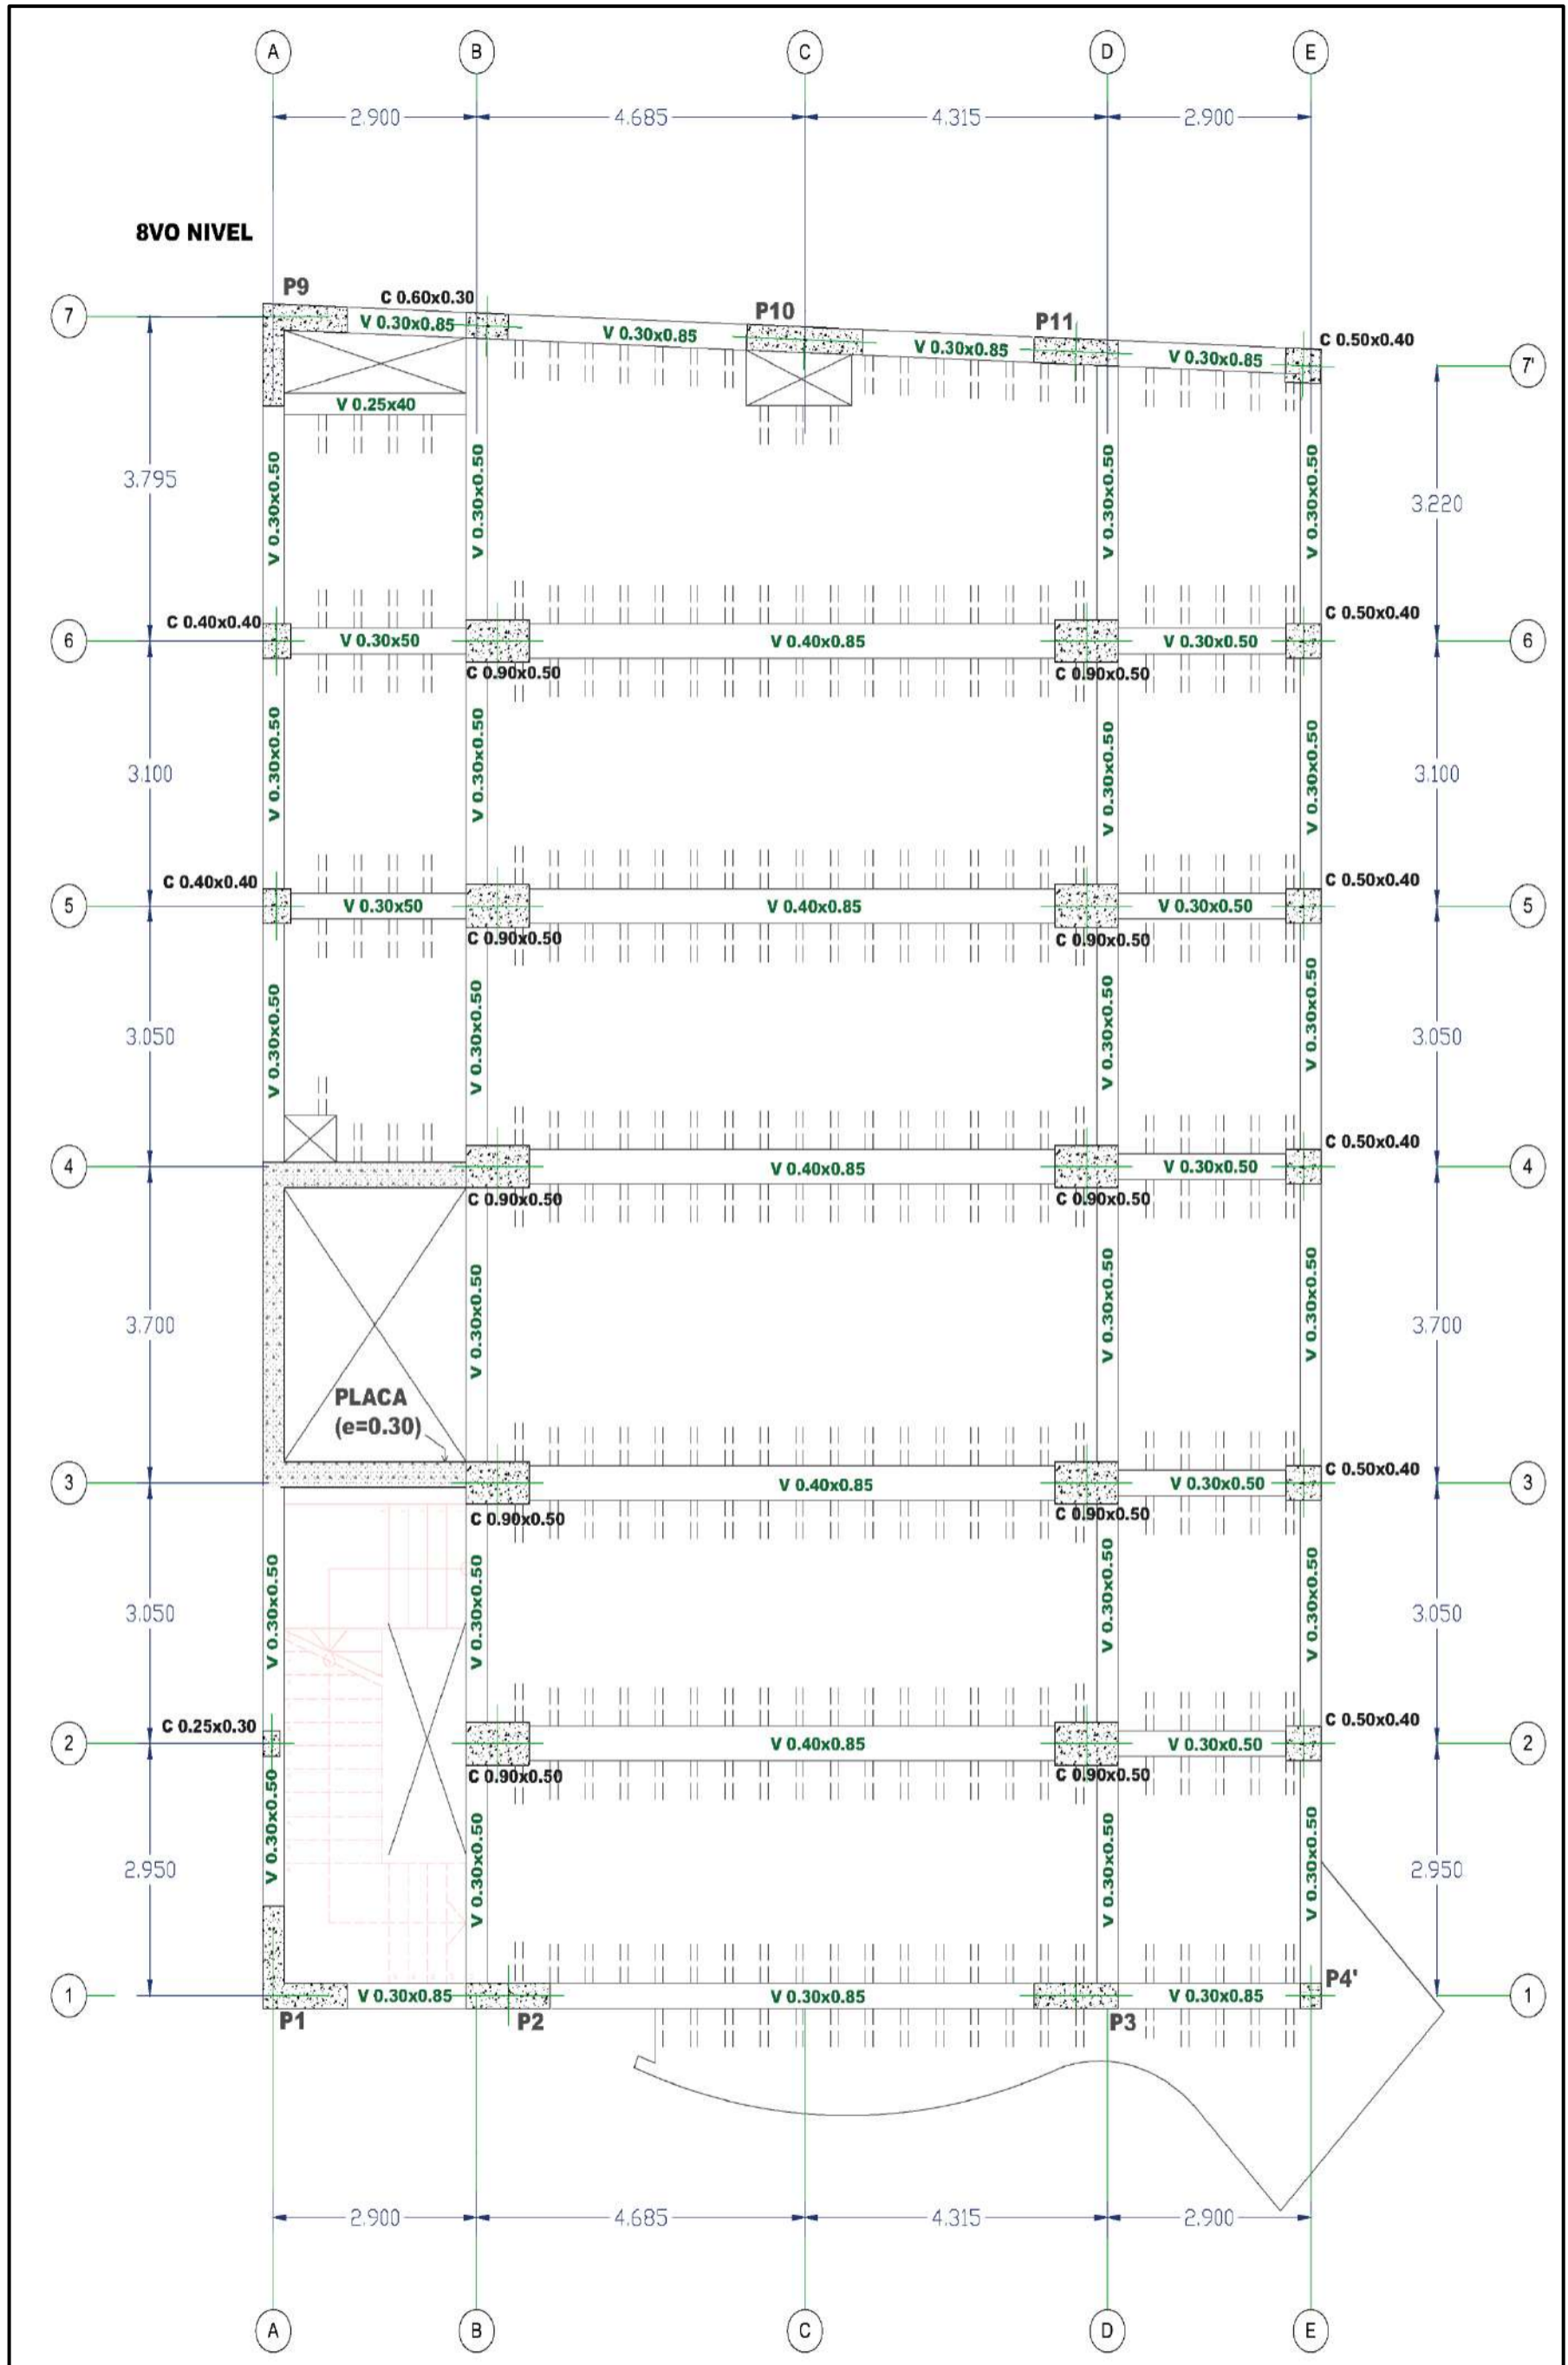 A B C D E
2.900 4.685 4.315 2.900
8VO NIVEL
P9
C 0.60x0.30
7
V 0.30x0.85
P10
V 0.30x0.85
P11
V 0.30x0.85
V 0.30x0.85
C 0.50x0.40
7'
V 0.25x40
3.795
V 0.30x0.50
V 0.30x0.50
V 0.30x0.50
V 0.30x0.50
3.220
C 0.40x0.40
C 0.50x0.40
6
V 0.30x50
V 0.40x0.85
V 0.30x0.50
6
C 0.90x0.50
C 0.90x0.50
3.100
V 0.30x0.50
V 0.30x0.50
V 0.30x0.50
V 0.30x0.50
3.100
C 0.40x0.40
C 0.50x0.40
5
V 0.30x50
V 0.40x0.85
V 0.30x0.50
5
C 0.90x0.50
C 0.90x0.50
3.050
V 0.30x0.50
V 0.30x0.50
V 0.30x0.50
V 0.30x0.50
3.050
C 0.50x0.40
4
V 0.40x0.85
V 0.30x0.50
4
C 0.90x0.50
C 0.90x0.50
3.700
V 0.30x0.50
V 0.30x0.50
V 0.30x0.50
3.700
PLACA
(e=0.30)
C 0.50x0.40
3
V 0.40x0.85
V 0.30x0.50
3
C 0.90x0.50
C 0.90x0.50
3.050
V 0.30x0.50
V 0.30x0.50
V 0.30x0.50
V 0.30x0.50
3.050
C 0.25x0.30
C 0.50x0.40
2
V 0.40x0.85
V 0.30x0.50
2
C 0.90x0.50
C 0.90x0.50
2.950
V 0.30x0.50
V 0.30x0.50
V 0.30x0.50
V 0.30x0.50
2.950
P4'
1
V 0.30x0.85
V 0.30x0.85
V 0.30x0.85
1
P1
P2
P3
2.900 4.685 4.315 2.900
A B C D E